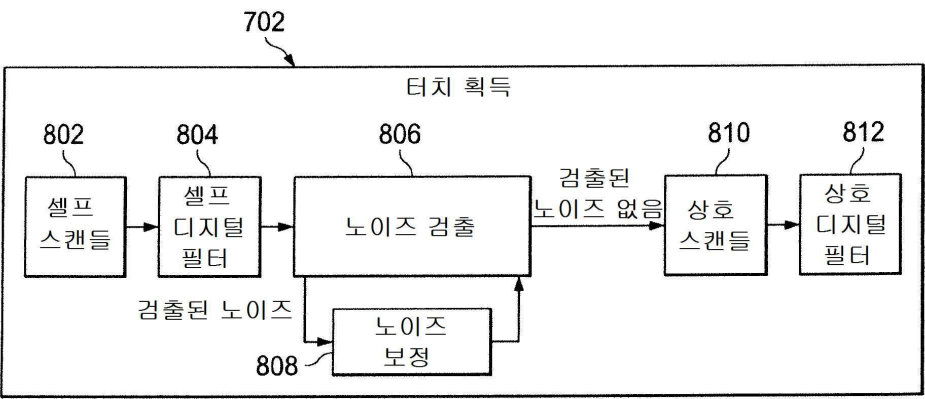 702
터치 획득
802
804
806
810
812
셀프
스캔들
셀프
디지털
필터
노이즈 검출
검출된
노이즈 없음
상호
스캔들
상호
디지털
필터
검출된 노이즈
노이즈
보정
808